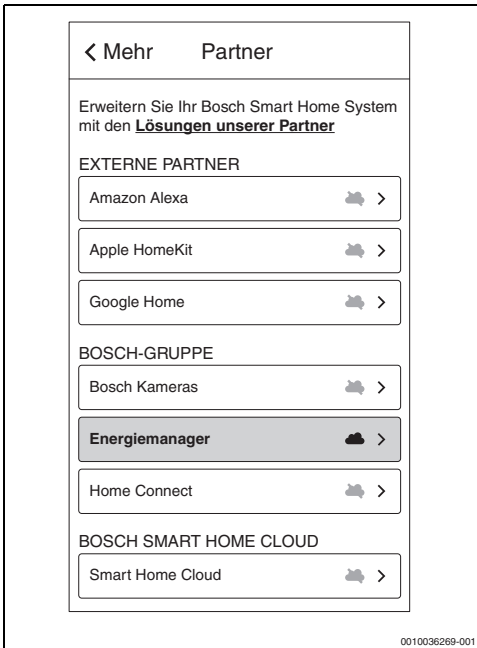 Mehr Partner
Erweitern Sie Ihr Bosch Smart Home System
mit den Lösungen unserer Partner
EXTERNE PARTNER
Amazon Alexa
Apple HomeKit
Google Home
BOSCH-GRUPPE
Bosch Kameras
Energiemanager
Home Connect
BOSCH SMART HOME CLOUD
Smart Home Cloud
0010036269-001